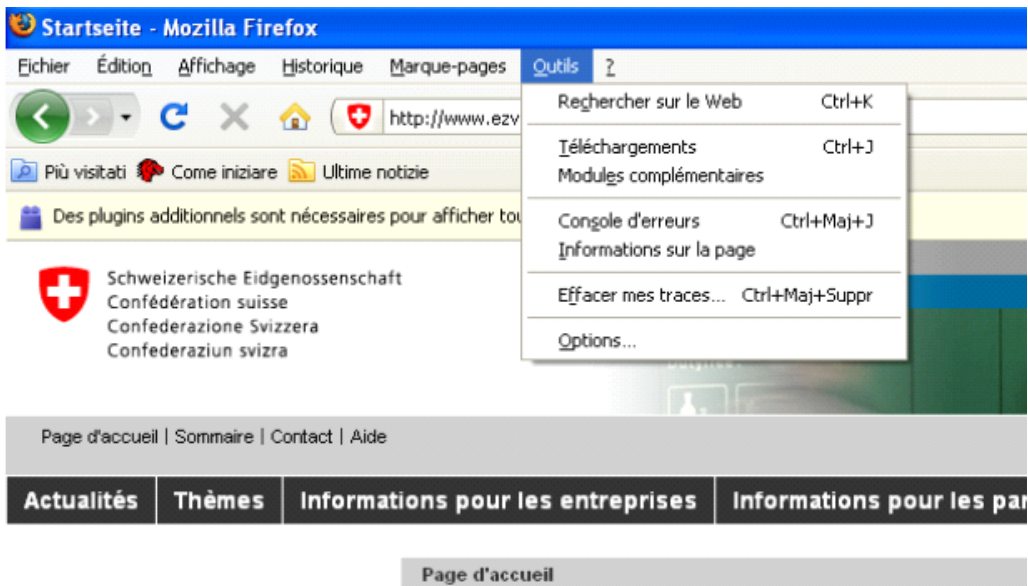 Startseite - Mozilla Firefox
Fichier Édition Affichage Historique Marque-pages Outils ?
Rechercher sur le Web Ctrl+K
http://www.ezv
Téléchargements Ctrl+J
Più visitati Come iniziare Ultime notizie
Modules complémentaires
Des plugins additionnels sont nécessaires pour afficher
Console d'erreurs Ctrl+Maj+J
Informations sur la page
Effacer mes traces... Ctrl+Maj+Suppr
Options...
Schweizerische Eidgenossenschaft
Confédération suisse
Confederazione Svizzera
Confederaziun svizra
Page d'accueil | Sommaire | Contact | Aide
Actualités Thèmes Informations pour les entreprises Informations pour les
Page d'accueil